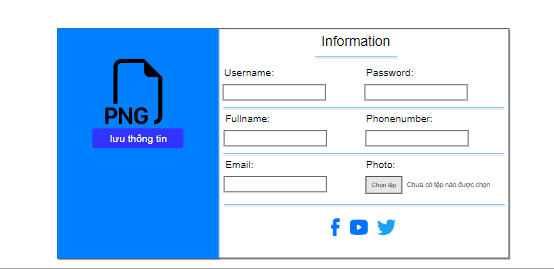 PNG
lưu thông tin
Information
Username:
Password:
Fullname:
Phonenumber:
Email:
Photo:
Chọn tệp Chưa có tệp nào được chọn